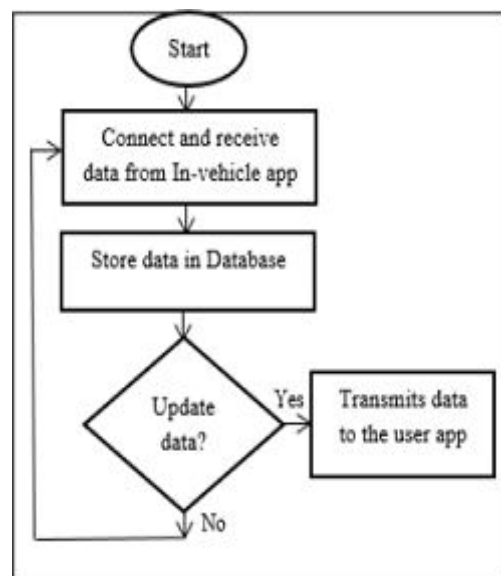 Start
Connect and receive
data from In-vehicle app
Store data in Database
Update
data?
Yes
Transmits data
to the user app
No